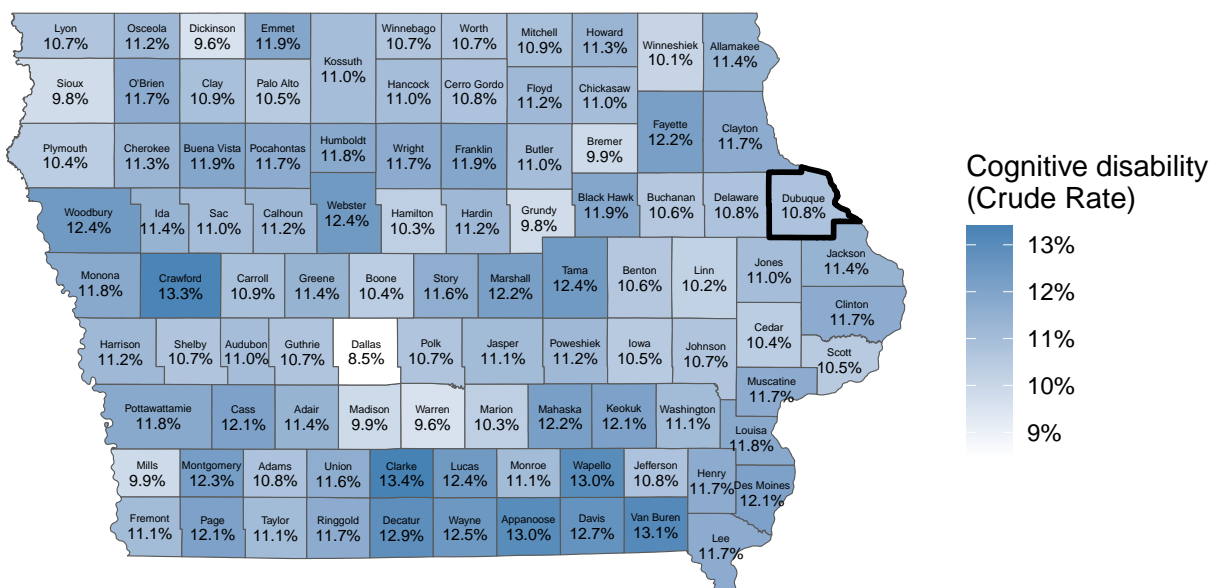 Lyon
10.7%
Osceola
11.2%
Dickinson
9.6%
Emmet
11.9%
Kossuth
11.0%
Winnebago
10.7%
Worth
10.7%
Mitchell
10.9%
Howard
11.3%
Winneshiek
10.1%
Allamakee
11.4%
Sioux
9.8%
O'Brien
11.7%
Clay
10.9%
Palo Alto
10.5%
Hancock
11.0%
Cerro Gordo
10.8%
Floyd
11.2%
Chickasaw
11.0%
Fayette
12.2%
Clayton
11.7%
Plymouth
10.4%
Cherokee
11.3%
Buena Vista
11.9%
Pocahontas
11.7%
Humboldt
11.8%
Wright
11.7%
Franklin
11.9%
Butler
11.0%
Bremer
9.9%
Woodbury
12.4%
Ida
11.4%
Sac
11.0%
Calhoun
11.2%
Webster
12.4%
Hamilton
10.3%
Hardin
11.2%
Grundy
9.8%
Black Hawk
11.9%
Buchanan
10.6%
Delaware
10.8%
Dubuque
10.8%
Monona
11.8%
Crawford
13.3%
Carroll
10.9%
Greene
11.4%
Boone
10.4%
Story
11.6%
Marshall
12.2%
Tama
12.4%
Benton
10.6%
Linn
10.2%
Jones
11.0%
Jackson
11.4%
Clinton
11.7%
Harrison
11.2%
Shelby
10.7%
Audubon
11.0%
Guthrie
10.7%
Dallas
8.5%
Polk
10.7%
Jasper
11.1%
Poweshiek
11.2%
Iowa
10.5%
Johnson
10.7%
Cedar
10.4%
Scott
10.5%
Muscatine
11.7%
Pottawattamie
11.8%
Cass
12.1%
Adair
11.4%
Madison
9.9%
Warren
9.6%
Marion
10.3%
Mahaska
12.2%
Keokuk
12.1%
Washington
11.1%
Louisa
11.8%
Mills
9.9%
Montgomery
12.3%
Adams
10.8%
Union
11.6%
Clarke
13.4%
Lucas
12.4%
Monroe
11.1%
Wapello
13.0%
Jefferson
10.8%
Henry
11.7%
Des Moines
12.1%
Fremont
11.1%
Page
12.1%
Taylor
11.1%
Ringgold
11.7%
Decatur
12.9%
Wayne
12.5%
Appanoose
13.0%
Davis
12.7%
Van Buren
13.1%
Lee
11.7%
Cognitive disability
(Crude Rate)
13%
12%
11%
10%
9%